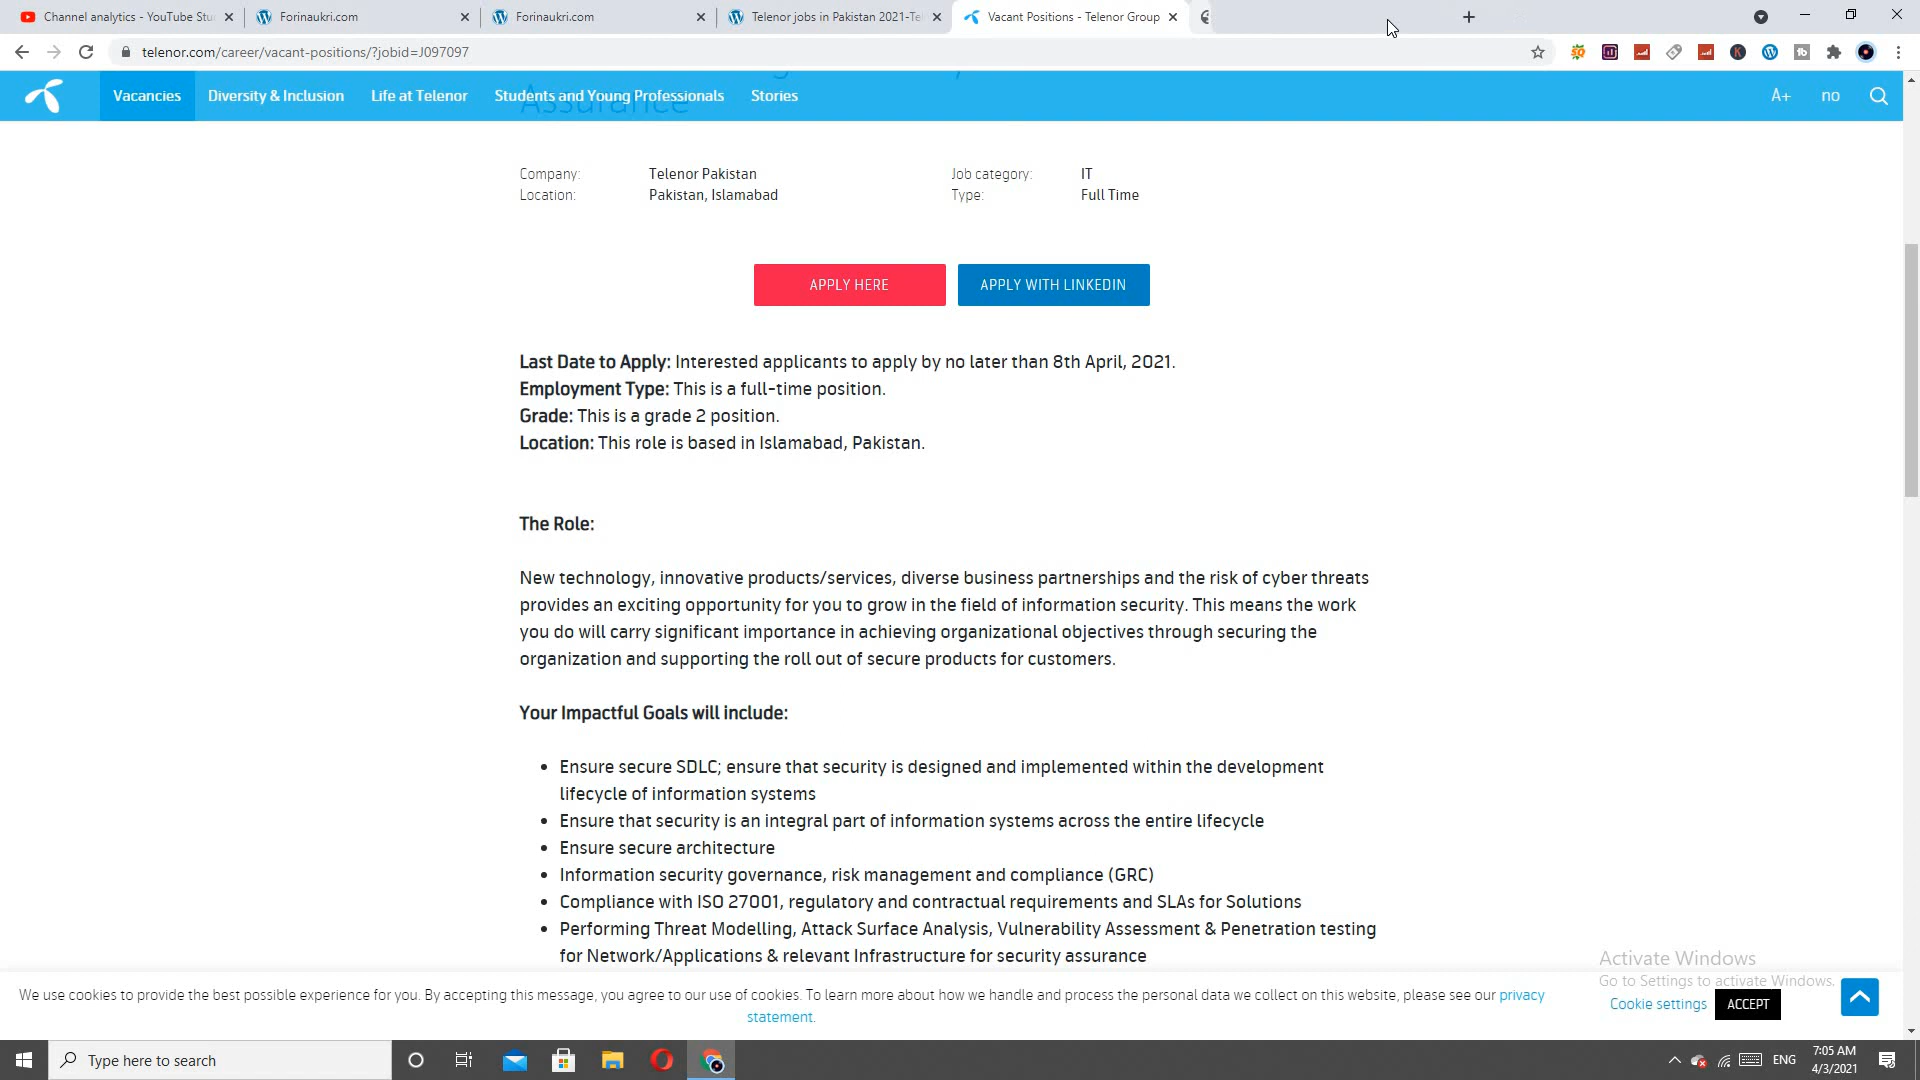 Channel analytics - YouTube Stu
Forinaukri.com
Forinaukri.com
Telenor jobs in Pakistan 2021-Tel
Vacant Positions - Telenor Group
telenor.com/career/vacant-positions/?jobid=J097097
Vacancies
Diversity & Inclusion
Life at Telenor
Students and Young Professionals
Stories
A+
no
Assurance
Company:
Telenor Pakistan
Job category:
IT
Location:
Pakistan, Islamabad
Type:
Full Time
APPLY HERE
APPLY WITH LINKEDIN
Last Date to Apply: Interested applicants to apply by no later than 8th April, 2021.
Employment Type: This is a full-time position.
Grade: This is a grade 2 position.
Location: This role is based in Islamabad, Pakistan.
The Role:
New technology, innovative products/services, diverse business partnerships and the risk of cyber threats
provides an exciting opportunity for you to grow in the field of information security. This means the work
you do will carry significant importance in achieving organizational objectives through securing the
organization and supporting the roll out of secure products for customers.
Your Impactful Goals will include:
• Ensure secure SDLC; ensure that security is designed and implemented within the development
lifecycle of information systems
• Ensure that security is an integral part of information systems across the entire lifecycle
• Ensure secure architecture
• Information security governance, risk management and compliance (GRC)
• Compliance with ISO 27001, regulatory and contractual requirements and SLAs for Solutions
• Performing Threat Modelling, Attack Surface Analysis, Vulnerability Assessment & Penetration testing
for Network/Applications & relevant Infrastructure for security assurance
Activate Windows
Go to Settings to activate Windows.
We use cookies to provide the best possible experience for you. By accepting this message, you agree to our use of cookies. To learn more about how we handle and process the personal data we collect on this website, please see our privacy
statement.
Cookie settings
ACCEPT
Type here to search
ENG
7:05 AM
4/3/2021